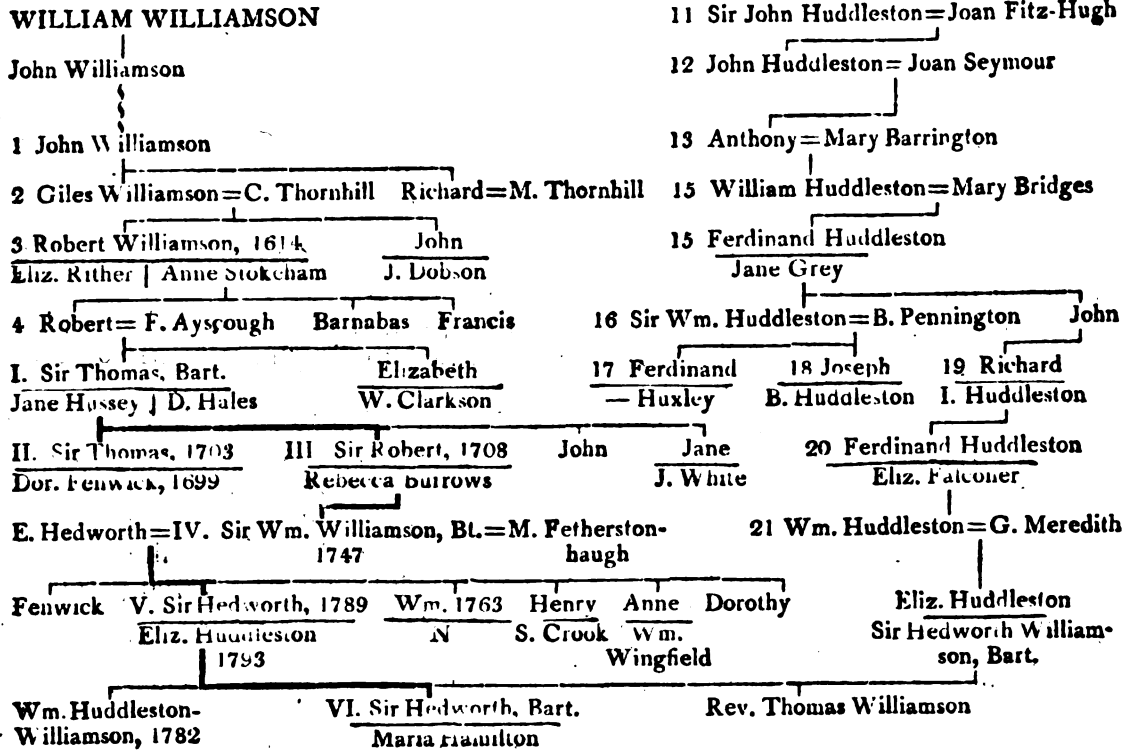 WILLIAM WILLIAMSON
John Williamson
1 John Williamson
2 Giles Williamson=C. Thornhill Richard=M. Thornhill
3 Robert Williamson, 1614 John
Eliz. Rither | Anne Stokeham J. Dobson
4 Robert= F. Ayscough Barnabas Francis
I. Sir Thomas, Bart. Elizabeth
Jane Hussey | D. Hales W. Clarkson
II. Sir Thomas, 1703 III Sir Robert, 1708 John Jane
Dor. Fenwick, 1699 Rebecca Burrows J. White
E. Hedworth=IV. Sir Wm. Williamson, Bt.=M. Fetherston-
1747 haugh
Fenwick V. Sir Hedworth, 1789 Wm. 1763 Henry Anne Dorothy
Eliz. Huddleston N S. Crook Wm.
1793 Wingfield
Wm. Huddleston- VI. Sir Hedworth, Bart. Rev. Thomas Williamson
Williamson, 1782 Maria Hamilton
11 Sir John Huddleston=Joan Fitz-Hugh
12 John Huddleston= Joan Seymour
13 Anthony=Mary Barrington
15 William Huddleston=Mary Bridges
15 Ferdinand Huddleston
Jane Grey
16 Sir Wm. Huddleston=B. Pennington John
17 Ferdinand 18 Joseph 19 Richard
— Huxley B. Huddleston I. Huddleston
20 Ferdinand Huddleston
Eliz. Falconer
21 Wm. Huddleston=G. Meredith
Eliz. Huddleston
Sir Hedworth William-
son, Bart.